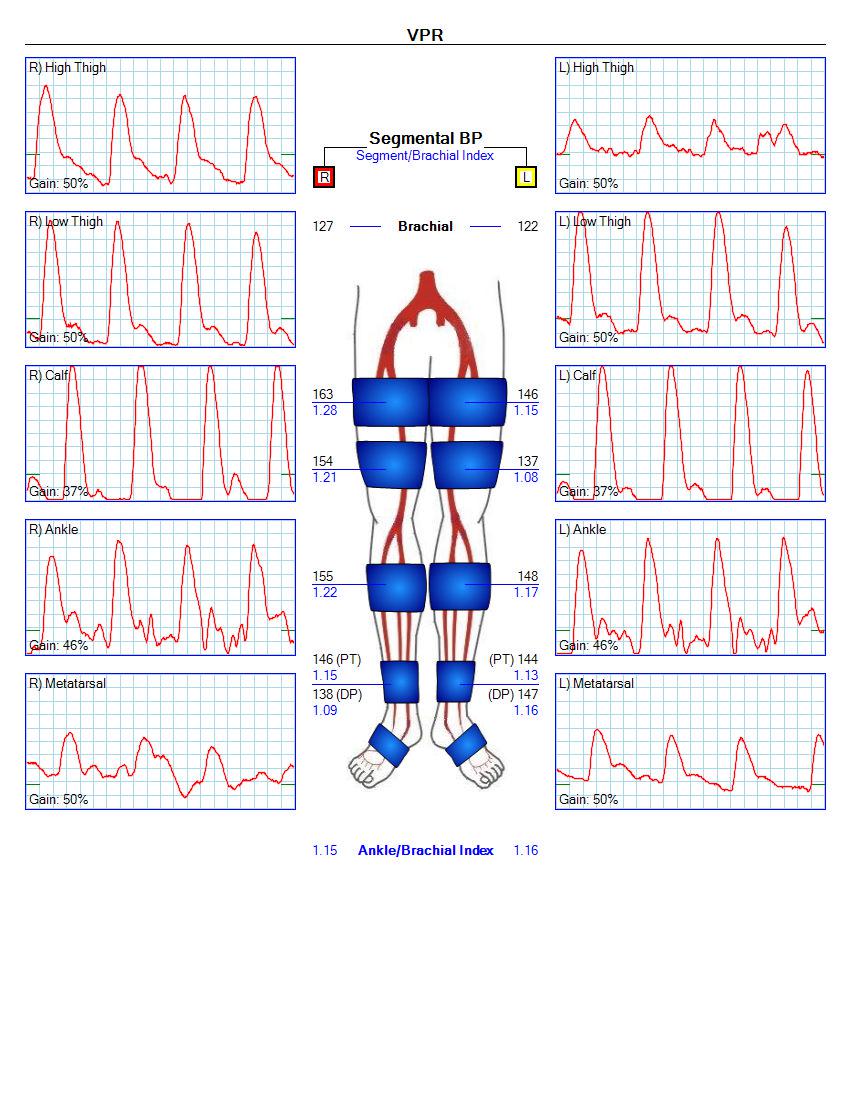 VPR
R) High Thigh
Gain: 50%
L) High Thigh
Gain: 50%
Segmental BP
Segment/Brachial Index
R
L
127 Brachial 122
R) Low Thigh
Gain: 50%
L) Low Thigh
Gain: 50%
R) Calf
Gain: 37%
L) Calf
Gain: 37%
163 146
1.28 1.15
154 137
1.21 1.08
R) Ankle
Gain: 46%
L) Ankle
Gain: 46%
155 148
1.22 1.17
146 (PT) (PT) 144
1.15 1.13
138 (DP) (DP) 147
1.09 1.16
R) Metatarsal
Gain: 50%
L) Metatarsal
Gain: 50%
1.15 Ankle/Brachial Index 1.16